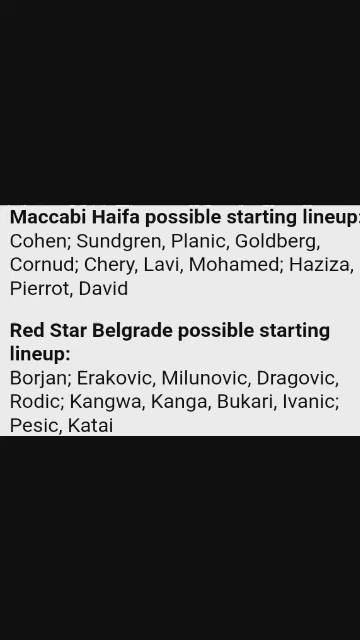 Maccabi Haifa possible starting lineup:
Cohen; Sundgren, Planic, Goldberg,
Cornud; Chery, Lavi, Mohamed; Haziza,
Pierrot, David
Red Star Belgrade possible starting
lineup:
Borjan; Erakovic, Milunovic, Dragovic,
Rodic; Kangwa, Kanga, Bukari, Ivanic;
Pesic, Katai